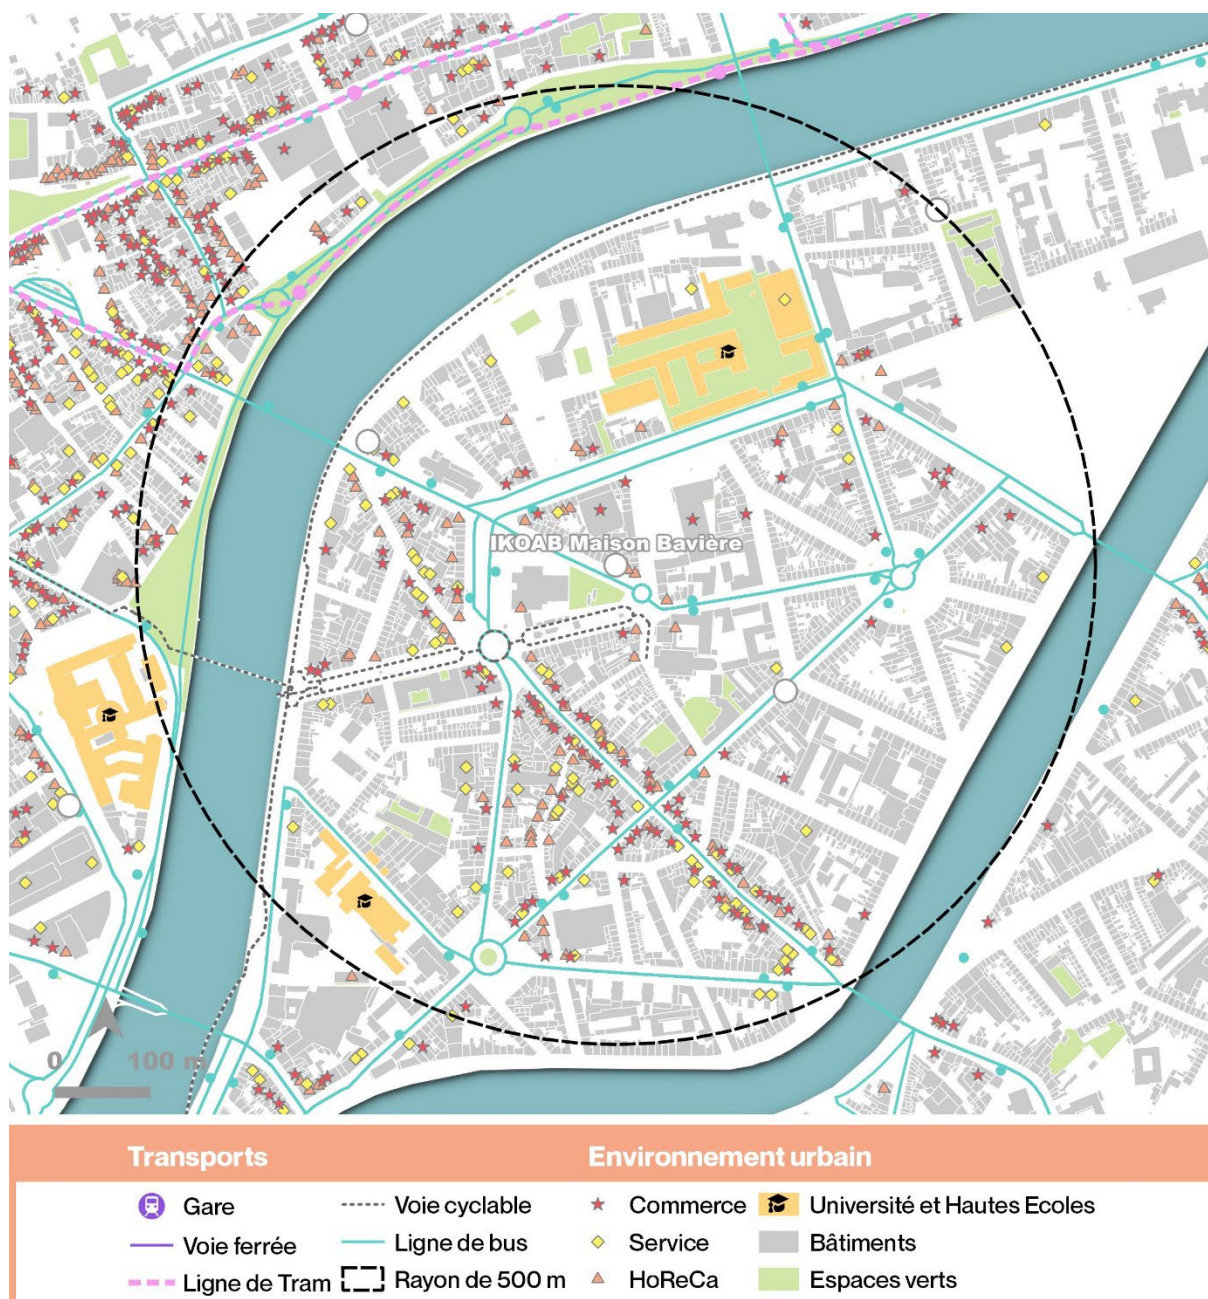 IKOAB Maison Bavière
0 100 m
Transports
Environnement urbain
Gare
Voie cyclable
Commerce
Université et Hautes Ecoles
Voie ferrée
Ligne de bus
Service
Bâtiments
Ligne de Tram
Rayon de 500 m
HoReCa
Espaces verts